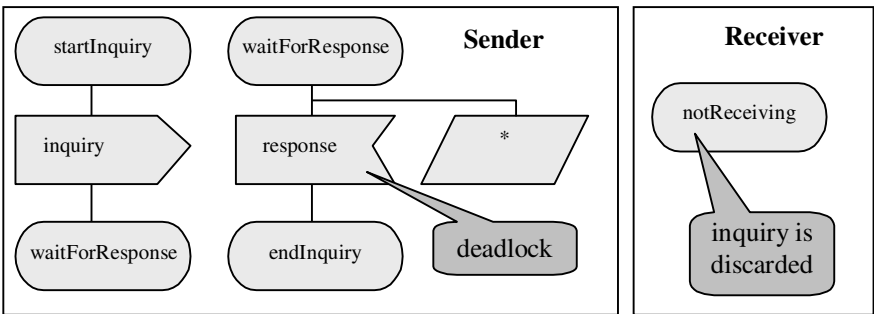 startInquiry
waitForResponse
Sender
inquiry
response
*
waitForResponse
endInquiry
deadlock
Receiver
notReceiving
inquiry is
discarded